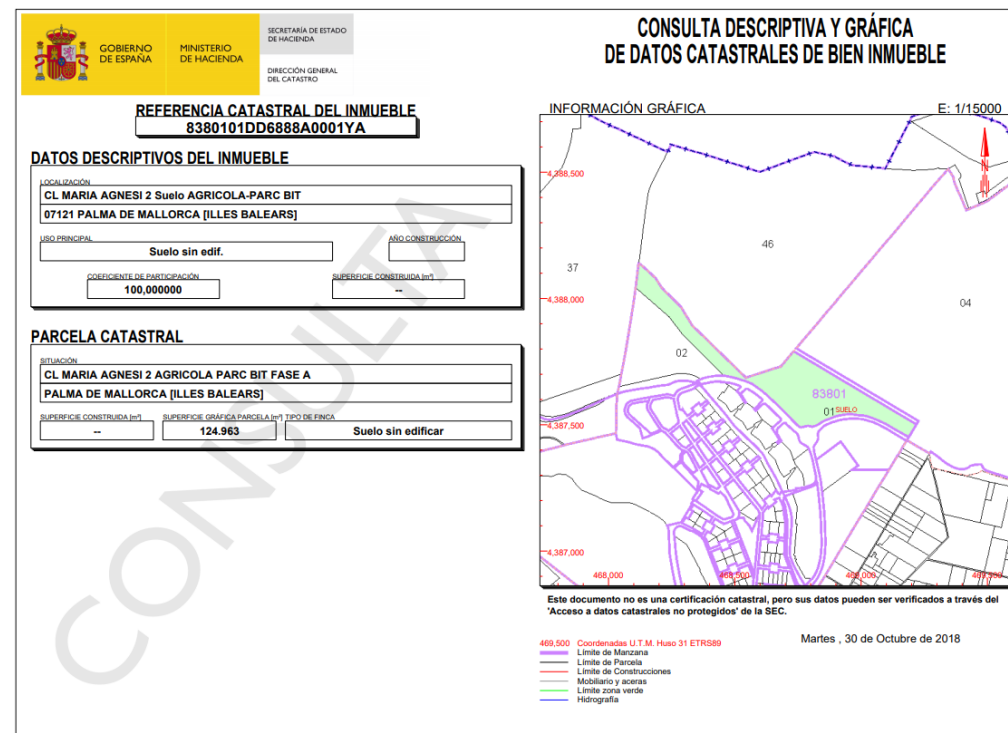 GOBIERNO
DE ESPAÑA
MINISTERIO
DE HACIENDA
SECRETARÍA DE ESTADO
DE HACIENDA
DIRECCIÓN GENERAL
DEL CATASTRO
REFERENCIA CATASTRAL DEL INMUEBLE
8380101DD6888A0001YA
DATOS DESCRIPTIVOS DEL INMUEBLE
LOCALIZACIÓN
CL MARIA AGNESI 2 Suelo AGRICOLA-PARC BIT
07121 PALMA DE MALLORCA [ILLES BALEARS]
USO PRINCIPAL
Suelo sin edif.
AÑO CONSTRUCCIÓN
COEFICIENTE DE PARTICIPACIÓN
100,000000
SUPERFICIE CONSTRUIDA [m²]
--
PARCELA CATASTRAL
SITUACIÓN
CL MARIA AGNESI 2 AGRICOLA PARC BIT FASE A
PALMA DE MALLORCA [ILLES BALEARS]
SUPERFICIE CONSTRUIDA [m²]
--
SUPERFICIE GRÁFICA PARCELA [m²]
124.963
TIPO DE FINCA
Suelo sin edificar
CONSULTA
CONSULTA DESCRIPTIVA Y GRÁFICA
DE DATOS CATASTRALES DE BIEN INMUEBLE
INFORMACIÓN GRÁFICA
E: 1/15000
N
4,388,500
46
37
4,388,000
04
02
83801
01 SUELO
4,387,500
4,387,000
468,000
468,500
469,000
469,500
Este documento no es una certificación catastral, pero sus datos pueden ser verificados a través del
'Acceso a datos catastrales no protegidos' de la SEC.
469,500 Coordenadas U.T.M. Huso 31 ETRS89
Límite de Manzana
Límite de Parcela
Límite de Construcciones
Mobiliario y aceras
Límite zona verde
Hidrografía
Martes , 30 de Octubre de 2018